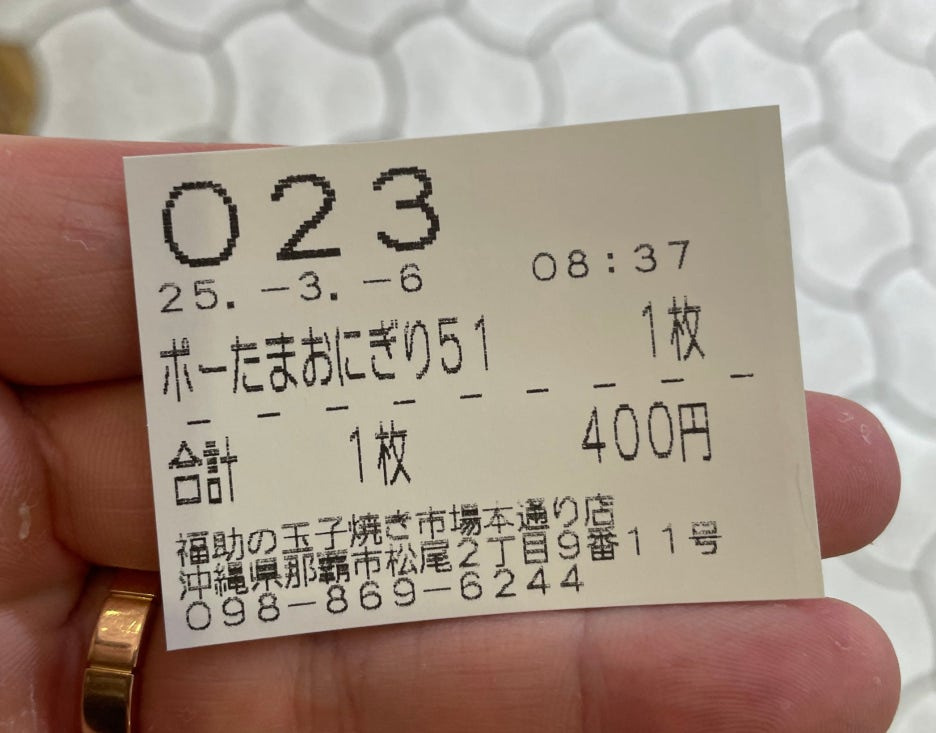 023
25.-3.-6 08:37
ポーたまおにぎり51 1枚
合計 1枚 400円
福助の玉子焼き市場本通り店
沖縄県那覇市松尾2丁目9番11号
098-869-6244